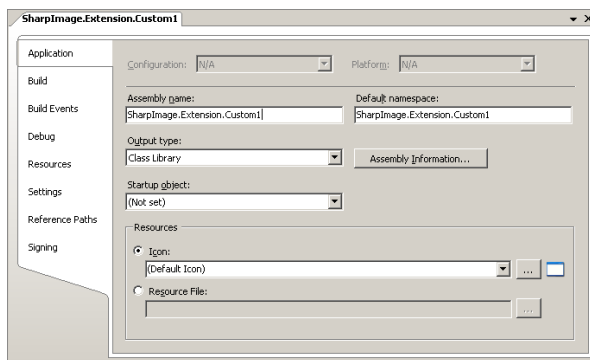 SharpImage.Extension.Custom1
Application
Build
Build Events
Debug
Resources
Settings
Reference Paths
Signing
Configuration: N/A Platform: N/A
Assembly name: Default namespace:
SharpImage.Extension.Custom1 SharpImage.Extension.Custom1
Output type:
Class Library Assembly Information...
Startup object:
(Not set)
Resources
Icon:
(Default Icon) ...
Resource File:
...